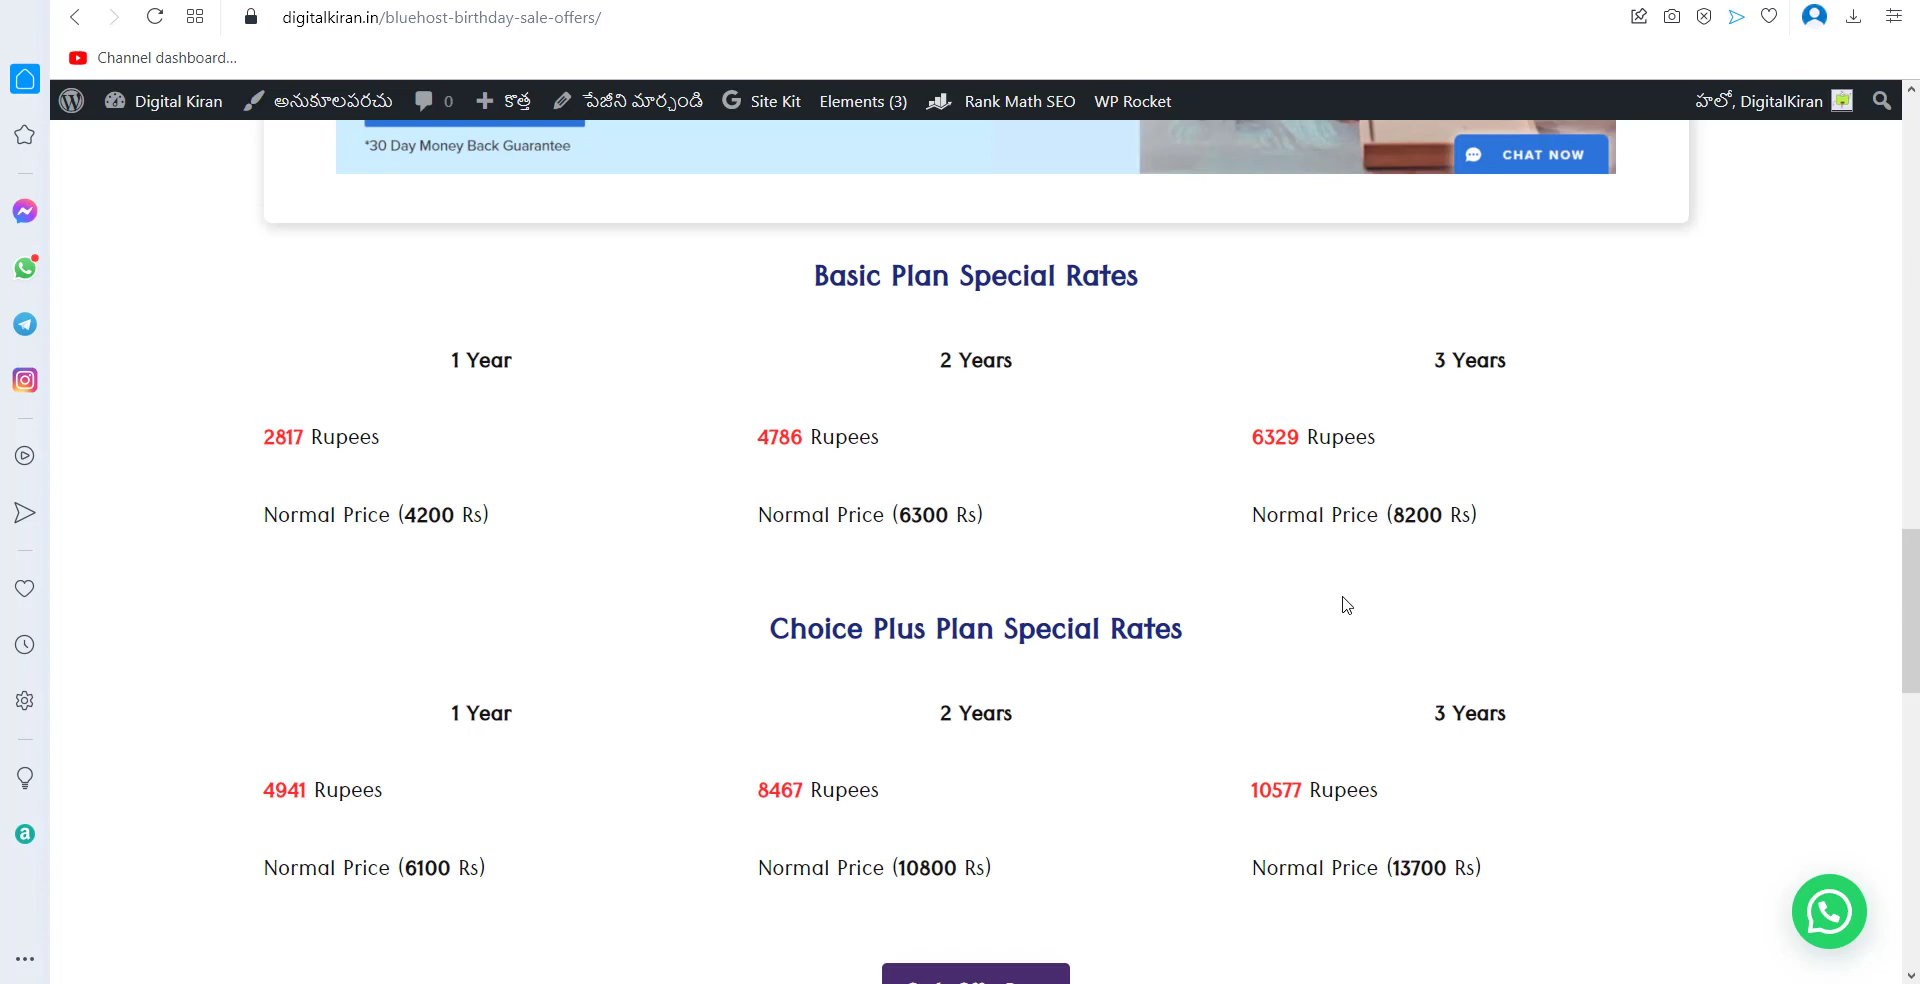 digitalkiran.in/bluehost-birthday-sale-offers/
Channel dashboard...
Digital Kiran అనుకూలపరచు 0 కొత్త పేజీని మార్చండి Site Kit Elements (3) Rank Math SEO WP Rocket హలో, DigitalKiran
*30 Day Money Back Guarantee
CHAT NOW
Basic Plan Special Rates
1 Year 2 Years 3 Years
2817 Rupees 4786 Rupees 6329 Rupees
Normal Price (4200 Rs) Normal Price (6300 Rs) Normal Price (8200 Rs)
Choice Plus Plan Special Rates
1 Year 2 Years 3 Years
4941 Rupees 8467 Rupees 10577 Rupees
Normal Price (6100 Rs) Normal Price (10800 Rs) Normal Price (13700 Rs)